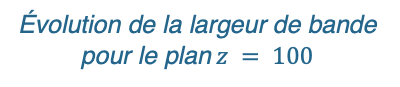 Évolution de la largeur de bande
pour le plan z = 100